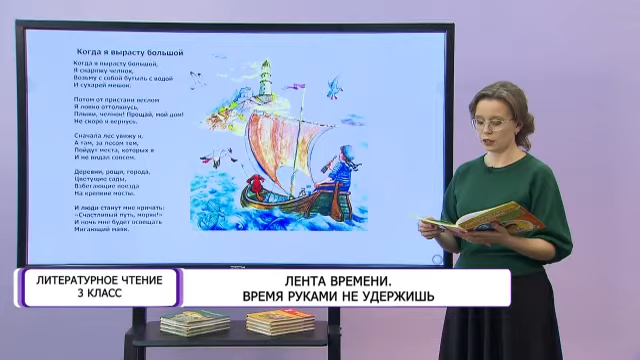 Когда я вырасту большой
Когда я вырасту большой,
Я снаряжу челнок,
Возьму с собой бутыль с водой
И сухарей мешок.
Потом от пристани веслом
Я ловко оттолкнусь,
Плыви, челнок! Прощай, мой дом!
Не скоро я вернусь.
Сначала лес увижу я,
А там, за лесом тем,
Пойдут места, которых я
И не видал совсем.
Деревни, рощи, города,
Цветущие сады,
Взбегающие поезда
На крепкие мосты.
И люди станут мне кричать:
«Счастливый путь, моряк!»
И ночь мне будет освещать
Мигающий маяк.
ЛИТЕРАТУРНОЕ ЧТЕНИЕ
3 КЛАСС
ЛЕНТА ВРЕМЕНИ.
ВРЕМЯ РУКАМИ НЕ УДЕРЖИШЬ